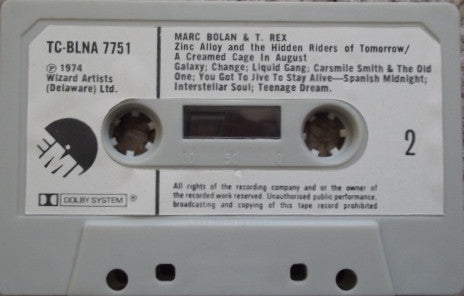 TC-BLNA 7751
℗ 1974
Wizard Artists
(Delaware) Ltd.
MARC BOLAN & T. REX
Zinc Alloy and the Hidden Riders of Tomorrow/
A Creamed Cage in August
Galaxy; Change; Liquid Gang; Carsmile Smith & The Old
One; You Got To Jive To Stay Alive—Spanish Midnight;
Interstellar Soul; Teenage Dream.
EMI
2
DOLBY SYSTEM
All rights of the recording company and or the owner of
the recorded work reserved. Unauthorised public performance,
broadcasting and copying of this tape record prohibited